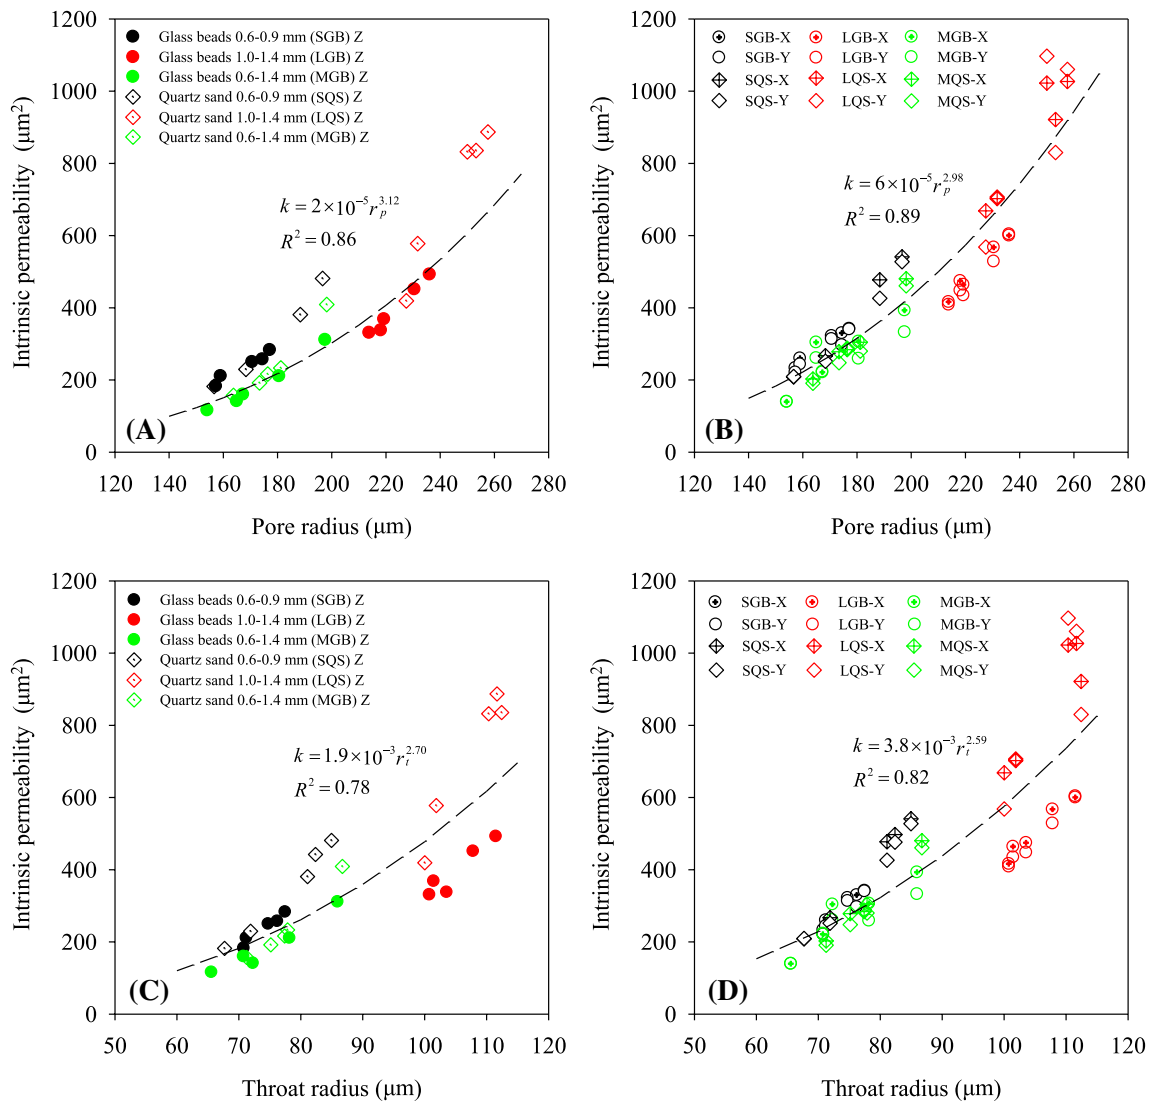 1200
1000
800
600
400
200
0
Intrinsic permeability (μm²)
Glass beads 0.6-0.9 mm (SGB) Z
Glass beads 1.0-1.4 mm (LGB) Z
Glass beads 0.6-1.4 mm (MGB) Z
Quartz sand 0.6-0.9 mm (SQS) Z
Quartz sand 1.0-1.4 mm (LQS) Z
Quartz sand 0.6-1.4 mm (MGB) Z
k = 2×10⁻⁵ r_p^3.12
R² = 0.86
(A)
120 140 160 180 200 220 240 260 280
Pore radius (μm)
1200
1000
800
600
400
200
0
Intrinsic permeability (μm²)
SGB-X LGB-X MGB-X
SGB-Y LGB-Y MGB-Y
SQS-X LQS-X MQS-X
SQS-Y LQS-Y MQS-Y
k = 6×10⁻⁵ r_p^2.98
R² = 0.89
(B)
120 140 160 180 200 220 240 260 280
Pore radius (μm)
1200
1000
800
600
400
200
0
Intrinsic permeability (μm²)
Glass beads 0.6-0.9 mm (SGB) Z
Glass beads 1.0-1.4 mm (LGB) Z
Glass beads 0.6-1.4 mm (MGB) Z
Quartz sand 0.6-0.9 mm (SQS) Z
Quartz sand 1.0-1.4 mm (LQS) Z
Quartz sand 0.6-1.4 mm (MGB) Z
k = 1.9×10⁻³ r_t^2.70
R² = 0.78
(C)
50 60 70 80 90 100 110 120
Throat radius (μm)
1200
1000
800
600
400
200
0
Intrinsic permeability (μm²)
SGB-X LGB-X MGB-X
SGB-Y LGB-Y MGB-Y
SQS-X LQS-X MQS-X
SQS-Y LQS-Y MQS-Y
k = 3.8×10⁻³ r_t^2.59
R² = 0.82
(D)
50 60 70 80 90 100 110 120
Throat radius (μm)